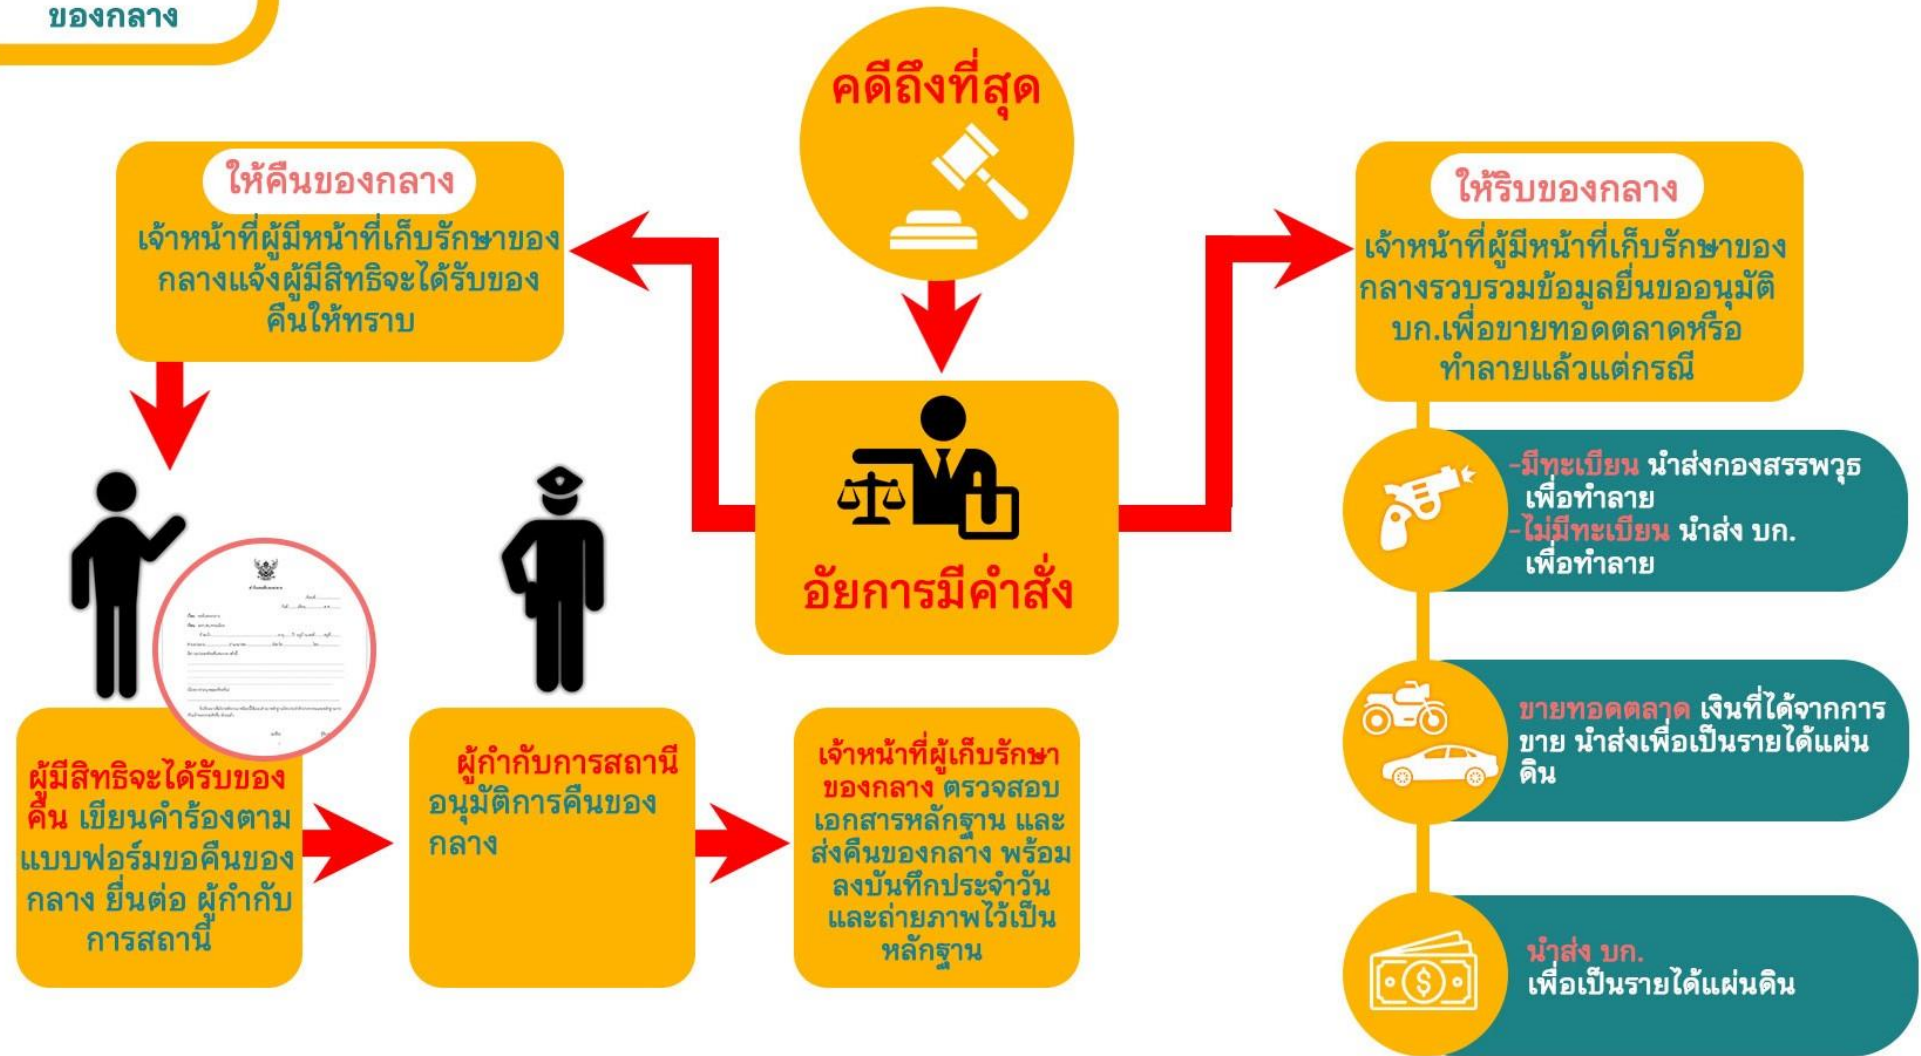 ของกลาง
คดีถึงที่สุด
ให้คืนของกลาง
เจ้าหน้าที่ผู้มีหน้าที่เก็บรักษาของ
กลางแจ้งผู้มีสิทธิจะได้รับของ
คืนให้ทราบ
ให้ริบของกลาง
เจ้าหน้าที่ผู้มีหน้าที่เก็บรักษาของ
กลางรวบรวมข้อมูลยื่นขออนุมัติ
บก.เพื่อขายทอดตลาดหรือ
ทำลายแล้วแต่กรณี
อัยการมีคำสั่ง
-มีทะเบียน นำส่งกองสรรพวุธ
เพื่อทำลาย
-ไม่มีทะเบียน นำส่ง บก.
เพื่อทำลาย
ขายทอดตลาด เงินที่ได้จากการ
ขาย นำส่งเพื่อเป็นรายได้แผ่น
ดิน
นำส่ง บก.
เพื่อเป็นรายได้แผ่นดิน
ผู้มีสิทธิจะได้รับของ
คืน เขียนคำร้องตาม
แบบฟอร์มขอคืนของ
กลาง ยื่นต่อ ผู้กำกับ
การสถานี
ผู้กำกับการสถานี
อนุมัติการคืนของ
กลาง
เจ้าหน้าที่ผู้เก็บรักษา
ของกลาง ตรวจสอบ
เอกสารหลักฐาน และ
ส่งคืนของกลาง พร้อม
ลงบันทึกประจำวัน
และถ่ายภาพไว้เป็น
หลักฐาน